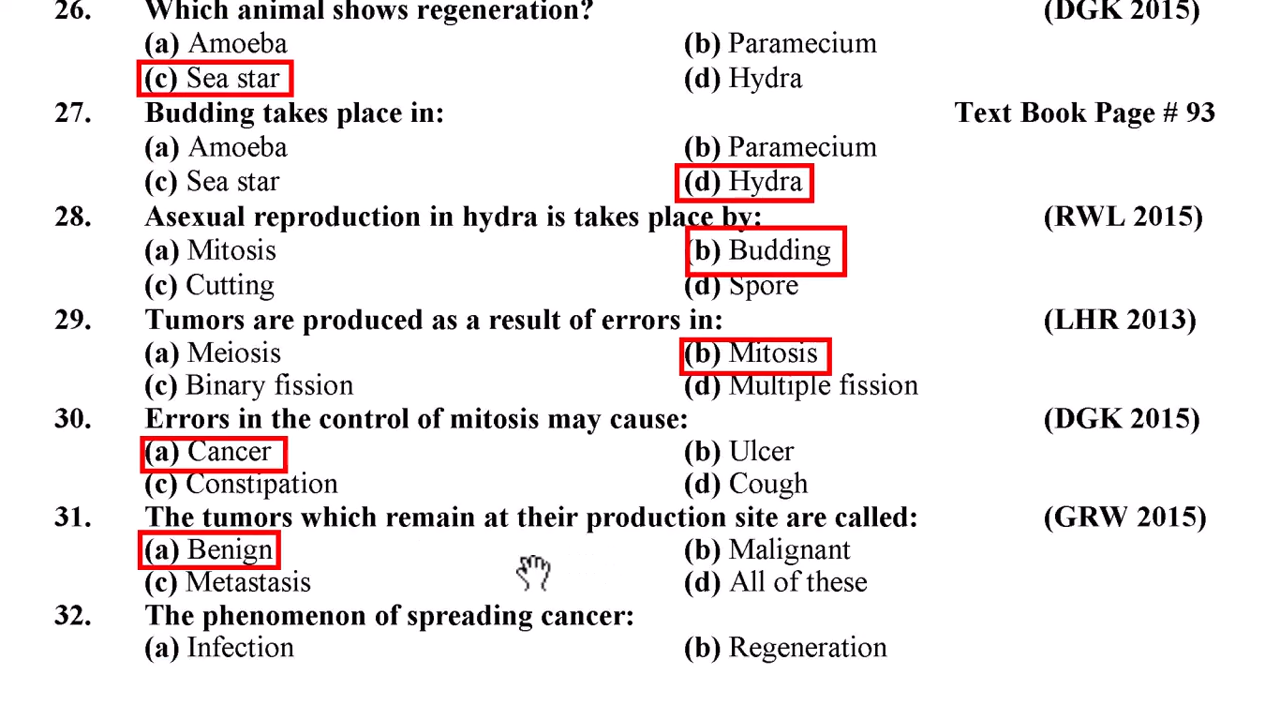 26. Which animal shows regeneration? (DGK 2015)
(a) Amoeba (b) Paramecium
(c) Sea star (d) Hydra
27. Budding takes place in: Text Book Page # 93
(a) Amoeba (b) Paramecium
(c) Sea star (d) Hydra
28. Asexual reproduction in hydra is takes place by: (RWL 2015)
(a) Mitosis (b) Budding
(c) Cutting (d) Spore
29. Tumors are produced as a result of errors in: (LHR 2013)
(a) Meiosis (b) Mitosis
(c) Binary fission (d) Multiple fission
30. Errors in the control of mitosis may cause: (DGK 2015)
(a) Cancer (b) Ulcer
(c) Constipation (d) Cough
31. The tumors which remain at their production site are called: (GRW 2015)
(a) Benign (b) Malignant
(c) Metastasis (d) All of these
32. The phenomenon of spreading cancer:
(a) Infection (b) Regeneration